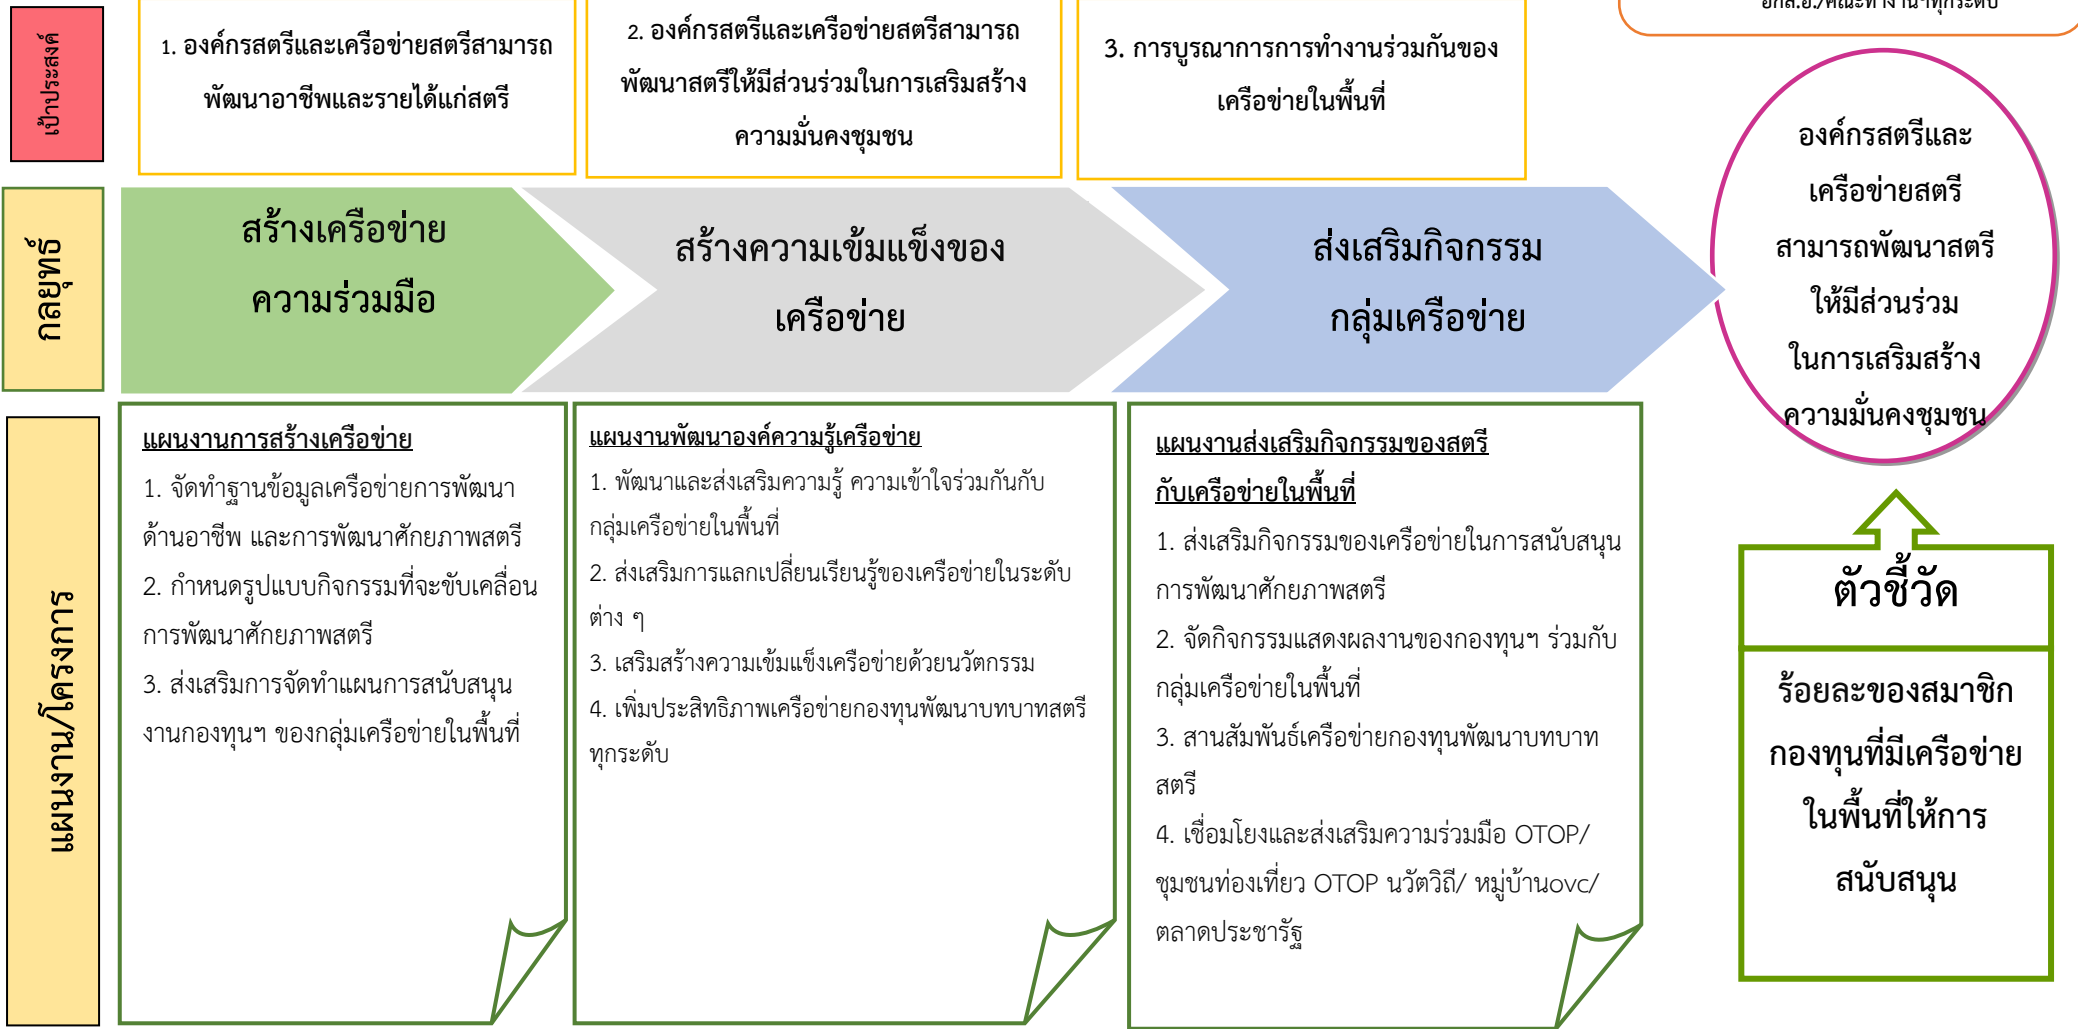 อกส.อ./คณะทำงานฯทุกระดับ
เป้าประสงค์
1. องค์กรสตรีและเครือข่ายสตรีสามารถ
พัฒนาอาชีพและรายได้แก่สตรี
2. องค์กรสตรีและเครือข่ายสตรีสามารถ
พัฒนาสตรีให้มีส่วนร่วมในการเสริมสร้าง
ความมั่นคงชุมชน
3. การบูรณาการการทำงานร่วมกันของ
เครือข่ายในพื้นที่
องค์กรสตรีและ
เครือข่ายสตรี
สามารถพัฒนาสตรี
ให้มีส่วนร่วม
ในการเสริมสร้าง
ความมั่นคงชุมชน
กลยุทธ์
สร้างเครือข่าย
ความร่วมมือ
สร้างความเข้มแข็งของ
เครือข่าย
ส่งเสริมกิจกรรม
กลุ่มเครือข่าย
แผนงาน/โครงการ
แผนงานการสร้างเครือข่าย
1. จัดทำฐานข้อมูลเครือข่ายการพัฒนา
ด้านอาชีพ และการพัฒนาศักยภาพสตรี
2. กำหนดรูปแบบกิจกรรมที่จะขับเคลื่อน
การพัฒนาศักยภาพสตรี
3. ส่งเสริมการจัดทำแผนการสนับสนุน
งานกองทุนฯ ของกลุ่มเครือข่ายในพื้นที่
แผนงานพัฒนาองค์ความรู้เครือข่าย
1. พัฒนาและส่งเสริมความรู้ ความเข้าใจร่วมกันกับ
กลุ่มเครือข่ายในพื้นที่
2. ส่งเสริมการแลกเปลี่ยนเรียนรู้ของเครือข่ายในระดับ
ต่าง ๆ
3. เสริมสร้างความเข้มแข็งเครือข่ายด้วยนวัตกรรม
4. เพิ่มประสิทธิภาพเครือข่ายกองทุนพัฒนาบทบาทสตรี
ทุกระดับ
แผนงานส่งเสริมกิจกรรมของสตรี
กับเครือข่ายในพื้นที่
1. ส่งเสริมกิจกรรมของเครือข่ายในการสนับสนุน
การพัฒนาศักยภาพสตรี
2. จัดกิจกรรมแสดงผลงานของกองทุนฯ ร่วมกับ
กลุ่มเครือข่ายในพื้นที่
3. สานสัมพันธ์เครือข่ายกองทุนพัฒนาบทบาท
สตรี
4. เชื่อมโยงและส่งเสริมความร่วมมือ OTOP/
ชุมชนท่องเที่ยว OTOP นวัตวิถี/ หมู่บ้านovc/
ตลาดประชารัฐ
ตัวชี้วัด
ร้อยละของสมาชิก
กองทุนที่มีเครือข่าย
ในพื้นที่ให้การ
สนับสนุน